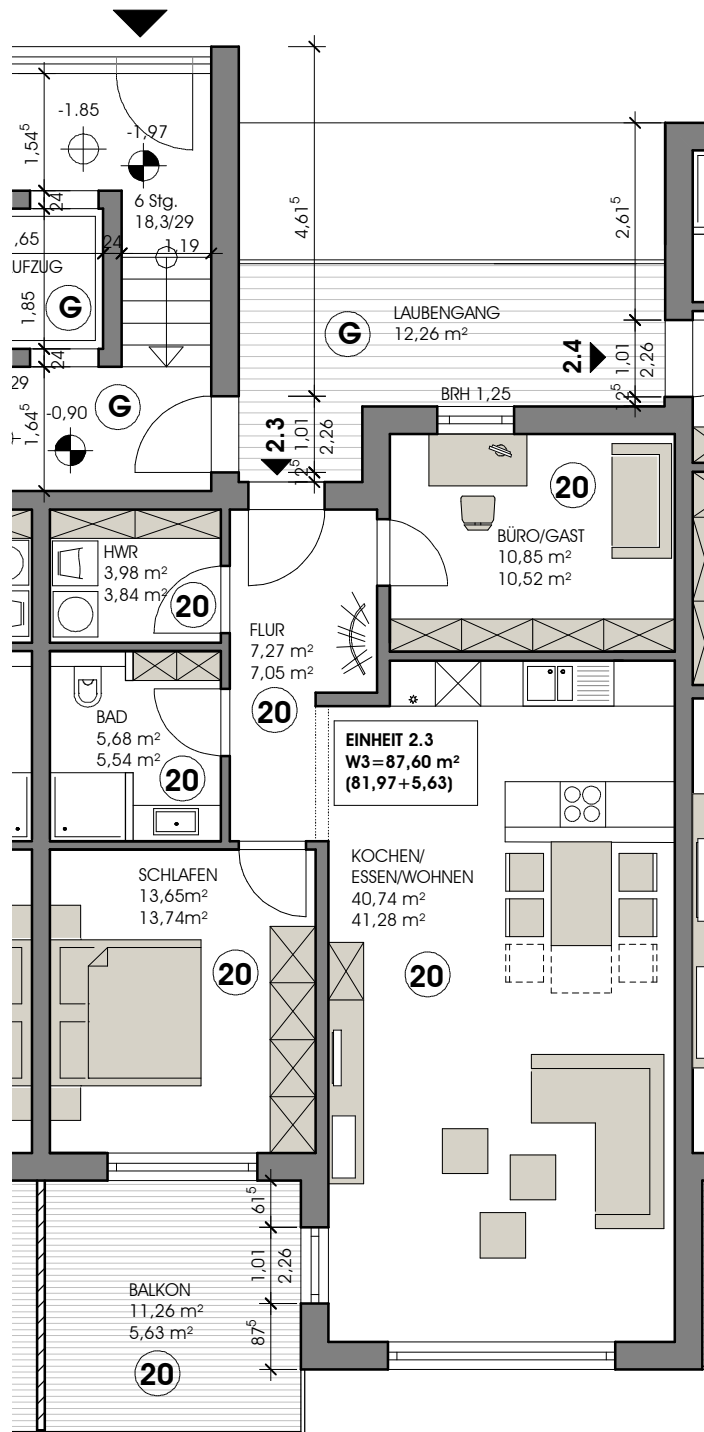 -1.85
-1,97
1,54⁵
24
6 Stg.
18,3/29
1,19
4,61⁵
2,61⁵
,65
24
UFZUG
1,85
G
24
LAUBENGANG
12,26 m²
G
2.4
1,01
2,26
12⁵
29
1,64⁵
-0,90
G
BRH 1,25
2.3
1,01
2,26
12⁵
20
BÜRO/GAST
10,85 m²
10,52 m²
HWR
3,98 m²
3,84 m²
20
FLUR
7,27 m²
7,05 m²
20
BAD
5,68 m²
5,54 m²
20
EINHEIT 2.3
W3=87,60 m²
(81,97+5,63)
KOCHEN/
ESSEN/WOHNEN
40,74 m²
41,28 m²
20
SCHLAFEN
13,65m²
13,74m²
20
61⁵
1,01
2,26
87⁵
BALKON
11,26 m²
5,63 m²
20